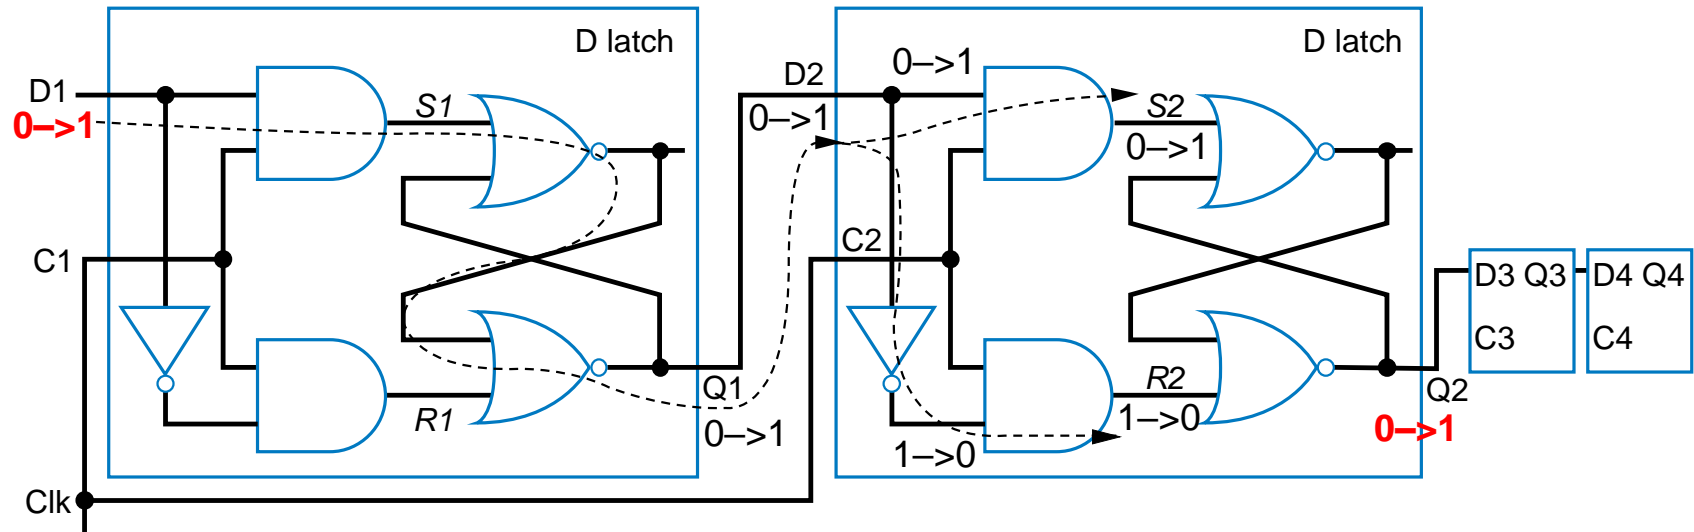 D latch
D1
0–>1
S1
C1
R1
Q1
0–>1
Clk
D latch
D2
0–>1
0–>1
S2
0–>1
C2
R2
1–>0
1–>0
Q2
0–>1
D3 Q3
C3
D4 Q4
C4